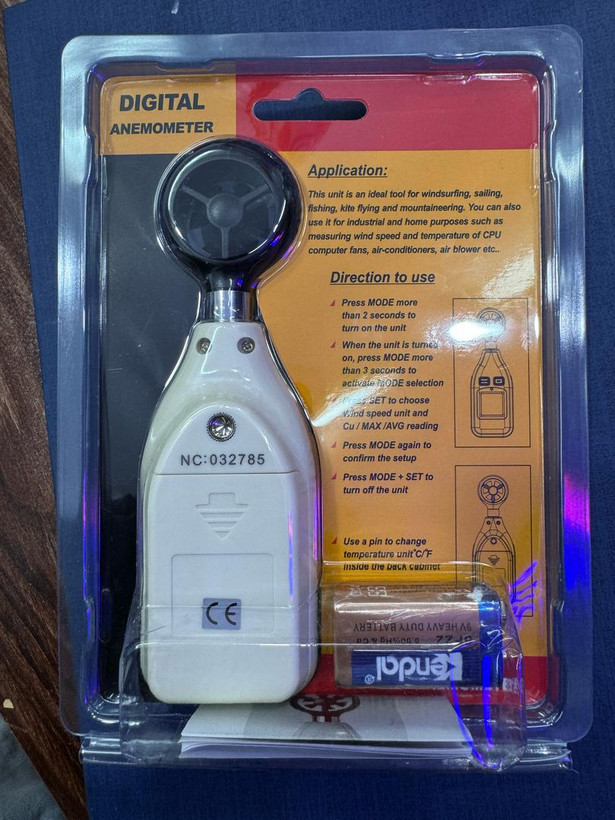 DIGITAL
ANEMOMETER
Application:
This unit is an ideal tool for windsurfing, sailing,
fishing, kite flying and mountaineering. You can also
use it for industrial and home purposes such as
measuring wind speed and temperature of CPU
computer fans, air-conditioners, air blower etc..
Direction to use
Press MODE more
than 2 seconds to
turn on the unit
When the unit is turned
on, press MODE more
than 3 seconds to
activate MODE selection
Press SET to choose
wind speed unit and
Cu / MAX /AVG reading
Press MODE again to
confirm the setup
Press MODE + SET to
turn off the unit
Use a pin to change
temperature unit°C/°F
inside the back cabinet
NC:032785
CE
9V HEAVY DUTY BATTERY
0.00%Hg & Cd
Kendal